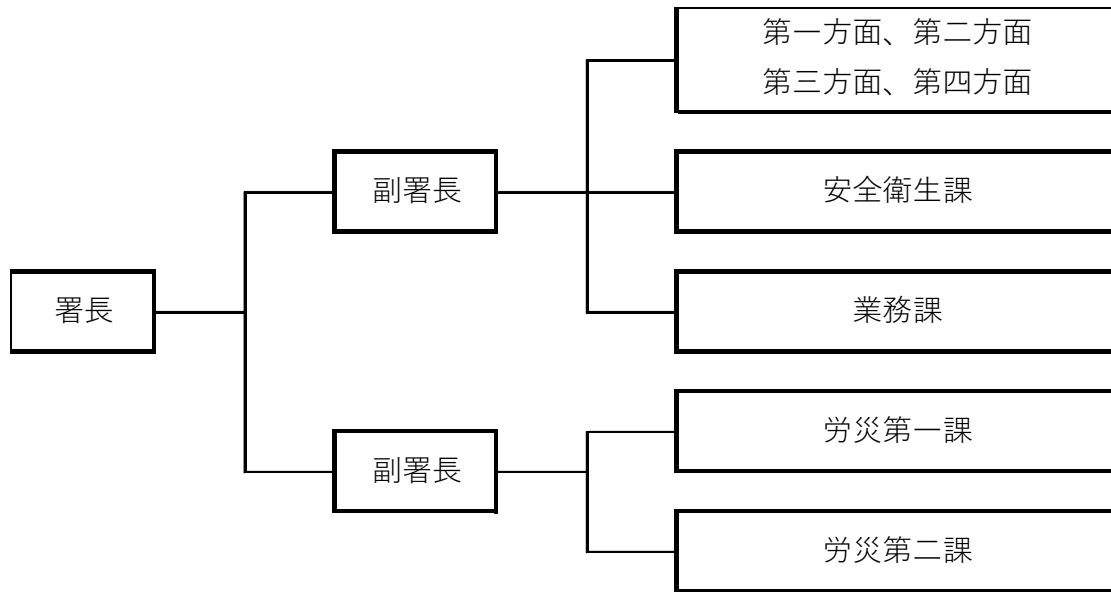 第一方面、第二方面
第三方面、第四方面
副署長
安全衛生課
署長
業務課
労災第一課
副署長
労災第二課